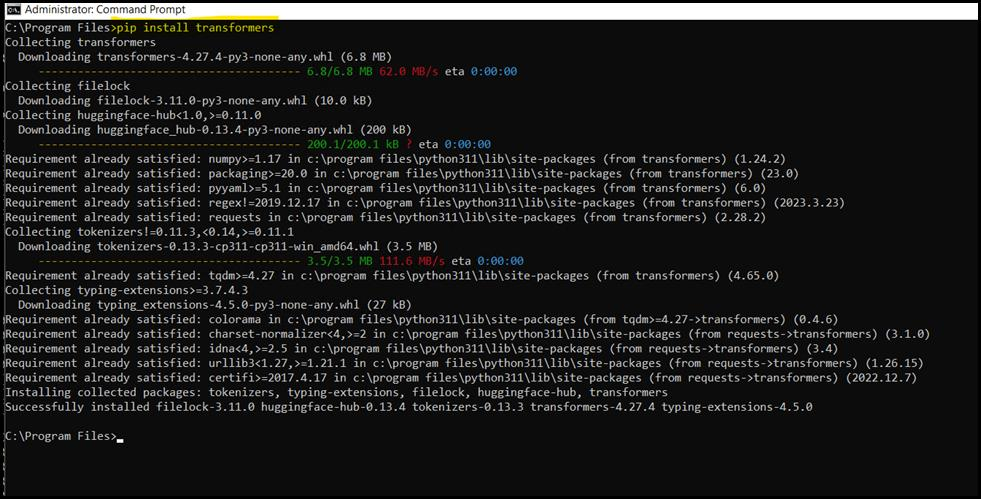 Administrator: Command Prompt
C:\Program Files>pip install transformers
Collecting transformers
Downloading transformers-4.27.4-py3-none-any.whl (6.8 MB)
---------------------------------------- 6.8/6.8 MB 62.0 MB/s eta 0:00:00
Collecting filelock
Downloading filelock-3.11.0-py3-none-any.whl (10.0 kB)
Collecting huggingface-hub<1.0,>=0.11.0
Downloading huggingface_hub-0.13.4-py3-none-any.whl (200 kB)
---------------------------------------- 200.1/200.1 kB ? eta 0:00:00
Requirement already satisfied: numpy>=1.17 in c:\program files\python311\lib\site-packages (from transformers) (1.24.2)
Requirement already satisfied: packaging>=20.0 in c:\program files\python311\lib\site-packages (from transformers) (23.0)
Requirement already satisfied: pyyaml>=5.1 in c:\program files\python311\lib\site-packages (from transformers) (6.0)
Requirement already satisfied: regex!=2019.12.17 in c:\program files\python311\lib\site-packages (from transformers) (2023.3.23)
Requirement already satisfied: requests in c:\program files\python311\lib\site-packages (from transformers) (2.28.2)
Collecting tokenizers!=0.11.3,<0.14,>=0.11.1
Downloading tokenizers-0.13.3-cp311-cp311-win_amd64.whl (3.5 MB)
---------------------------------------- 3.5/3.5 MB 111.6 MB/s eta 0:00:00
Requirement already satisfied: tqdm>=4.27 in c:\program files\python311\lib\site-packages (from transformers) (4.65.0)
Collecting typing-extensions>=3.7.4.3
Downloading typing_extensions-4.5.0-py3-none-any.whl (27 kB)
Requirement already satisfied: colorama in c:\program files\python311\lib\site-packages (from tqdm>=4.27->transformers) (0.4.6)
Requirement already satisfied: charset-normalizer<4,>=2 in c:\program files\python311\lib\site-packages (from requests->transformers) (3.1.0)
Requirement already satisfied: idna<4,>=2.5 in c:\program files\python311\lib\site-packages (from requests->transformers) (3.4)
Requirement already satisfied: urllib3<1.27,>=1.21.1 in c:\program files\python311\lib\site-packages (from requests->transformers) (1.26.15)
Requirement already satisfied: certifi>=2017.4.17 in c:\program files\python311\lib\site-packages (from requests->transformers) (2022.12.7)
Installing collected packages: tokenizers, typing-extensions, filelock, huggingface-hub, transformers
Successfully installed filelock-3.11.0 huggingface-hub-0.13.4 tokenizers-0.13.3 transformers-4.27.4 typing-extensions-4.5.0
C:\Program Files>